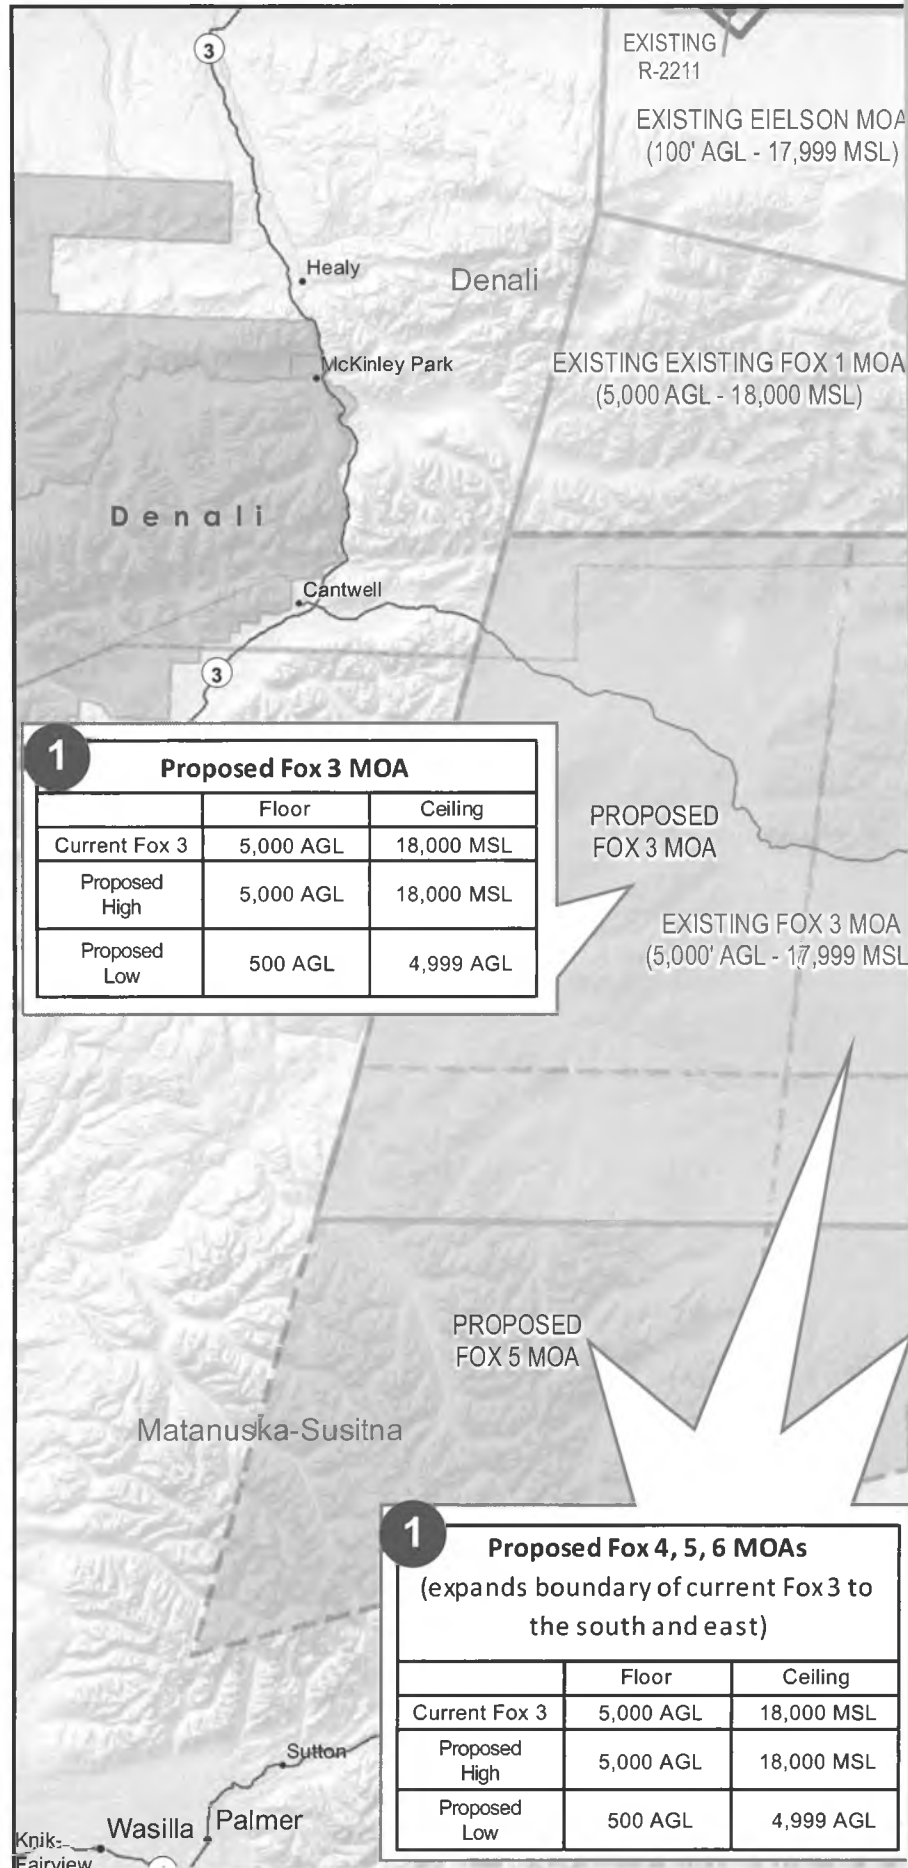 3
EXISTING
R-2211
EXISTING EIELSON MOA
(100' AGL - 17,999 MSL)
Healy
Denali
McKinley Park
EXISTING EXISTING FOX 1 MOA
(5,000 AGL - 18,000 MSL)
Denali
Cantwell
3
1
Proposed Fox 3 MOA
Floor Ceiling
Current Fox 3 5,000 AGL 18,000 MSL
Proposed
High 5,000 AGL 18,000 MSL
Proposed
Low 500 AGL 4,999 AGL
PROPOSED
FOX 3 MOA
EXISTING FOX 3 MOA
(5,000' AGL - 17,999 MSL
PROPOSED
FOX 5 MOA
Matanuska-Susitna
1
Proposed Fox 4, 5, 6 MOAs
(expands boundary of current Fox 3 to
the south and east)
Floor Ceiling
Current Fox 3 5,000 AGL 18,000 MSL
Proposed
High 5,000 AGL 18,000 MSL
Proposed
Low 500 AGL 4,999 AGL
Sutton
Wasilla
Palmer
Knik-
Fairview